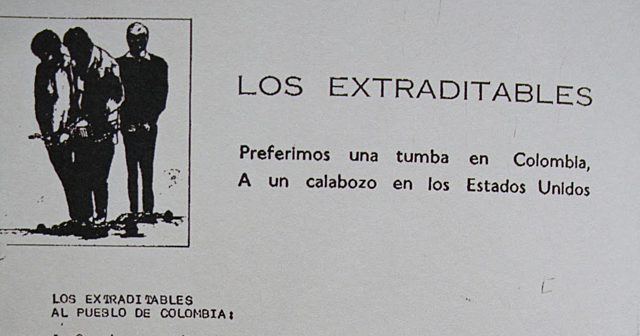 LOS EXTRADITABLES
Preferimos una tumba en Colombia,
A un calabozo en los Estados Unidos
LOS EXTRADITABLES
AL PUEBLO DE COLOMBIA: